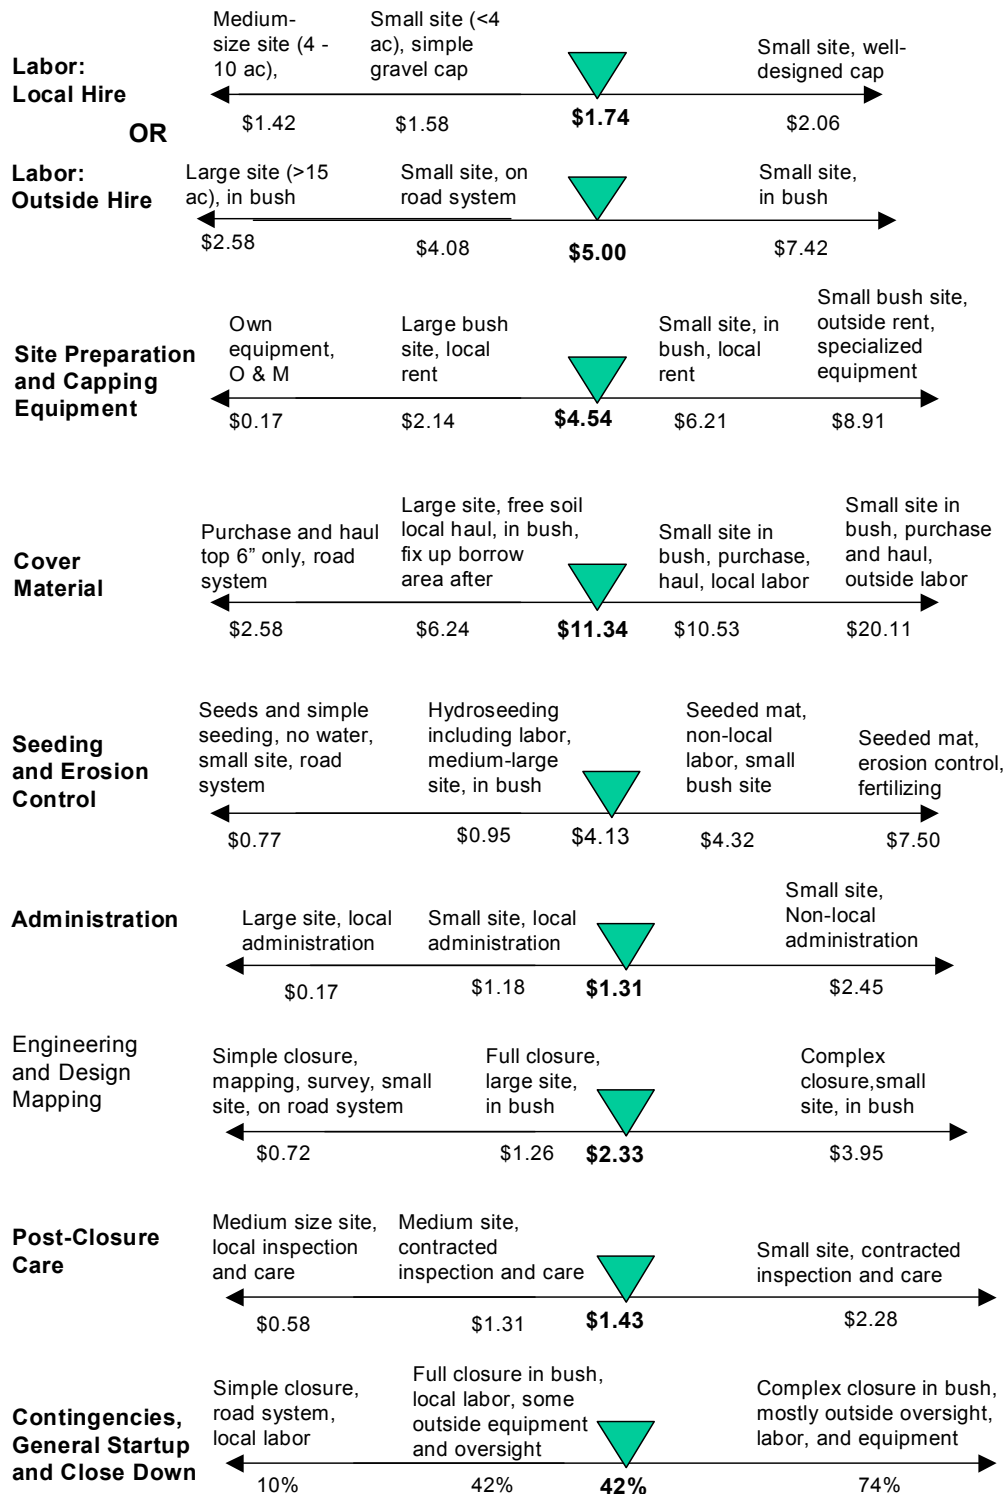 Labor:
Local Hire
Medium-
size site (4 -
10 ac),
Small site (<4
ac), simple
gravel cap
Small site, well-
designed cap
$1.42
$1.58
$1.74
$2.06
OR
Labor:
Outside Hire
Large site (>15
ac), in bush
Small site, on
road system
Small site,
in bush
$2.58
$4.08
$5.00
$7.42
Site Preparation
and Capping
Equipment
Own
equipment,
O & M
Large bush
site, local
rent
Small site, in
bush, local
rent
Small bush site,
outside rent,
specialized
equipment
$0.17
$2.14
$4.54
$6.21
$8.91
Cover
Material
Purchase and haul
top 6” only, road
system
Large site, free soil
local haul, in bush,
fix up borrow
area after
Small site in
bush, purchase,
haul, local labor
Small site in
bush, purchase
and haul,
outside labor
$2.58
$6.24
$11.34
$10.53
$20.11
Seeding
and Erosion
Control
Seeds and simple
seeding, no water,
small site, road
system
Hydroseeding
including labor,
medium-large
site, in bush
Seeded mat,
non-local
labor, small
bush site
Seeded mat,
erosion control,
fertilizing
$0.77
$0.95
$4.13
$4.32
$7.50
Administration
Large site, local
administration
Small site, local
administration
Small site,
Non-local
administration
$0.17
$1.18
$1.31
$2.45
Engineering
and Design
Mapping
Simple closure,
mapping, survey, small
site, on road system
Full closure,
large site,
in bush
Complex
closure,small
site, in bush
$0.72
$1.26
$2.33
$3.95
Post-Closure
Care
Medium size site,
local inspection
and care
Medium site,
contracted
inspection and care
Small site, contracted
inspection and care
$0.58
$1.31
$1.43
$2.28
Contingencies,
General Startup
and Close Down
Simple closure,
road system,
local labor
Full closure in bush,
local labor, some
outside equipment
and oversight
Complex closure in bush,
mostly outside oversight,
labor, and equipment
10%
42%
42%
74%